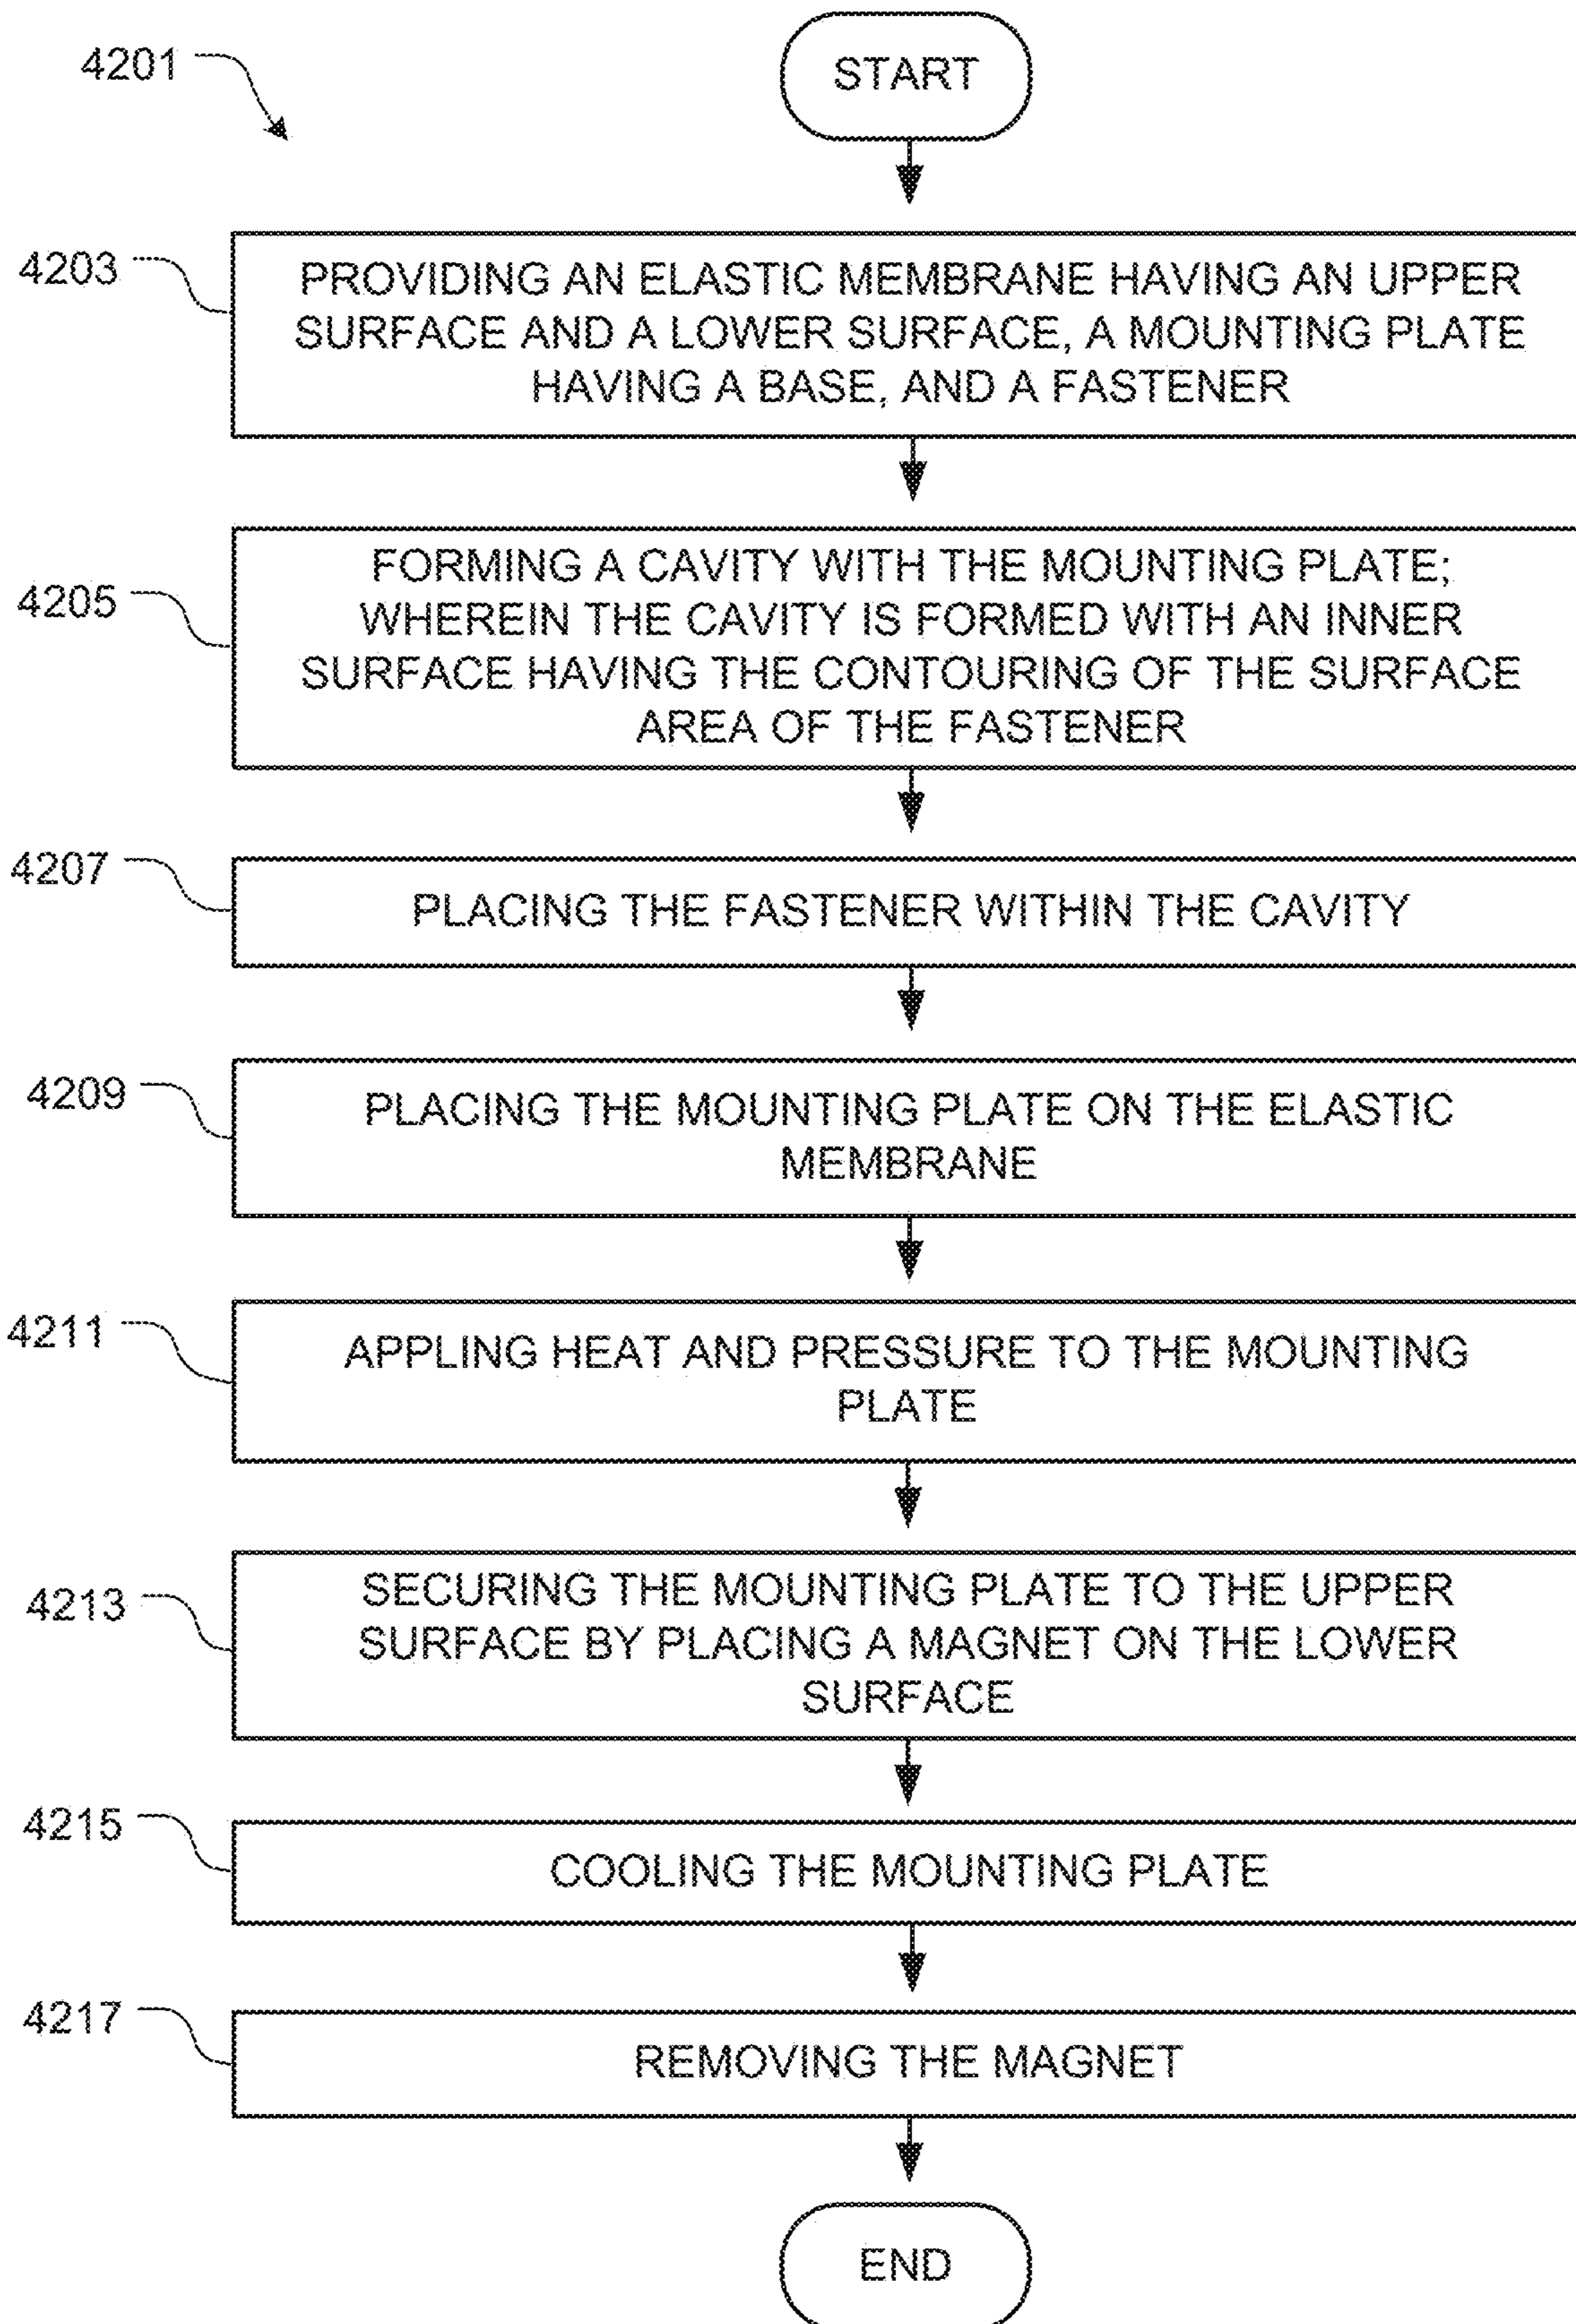 4201
START
4203
PROVIDING AN ELASTIC MEMBRANE HAVING AN UPPER
SURFACE AND A LOWER SURFACE, A MOUNTING PLATE
HAVING A BASE, AND A FASTENER
4205
FORMING A CAVITY WITH THE MOUNTING PLATE;
WHEREIN THE CAVITY IS FORMED WITH AN INNER
SURFACE HAVING THE CONTOURING OF THE SURFACE
AREA OF THE FASTENER
4207
PLACING THE FASTENER WITHIN THE CAVITY
4209
PLACING THE MOUNTING PLATE ON THE ELASTIC
MEMBRANE
4211
APPLING HEAT AND PRESSURE TO THE MOUNTING
PLATE
4213
SECURING THE MOUNTING PLATE TO THE UPPER
SURFACE BY PLACING A MAGNET ON THE LOWER
SURFACE
4215
COOLING THE MOUNTING PLATE
4217
REMOVING THE MAGNET
END